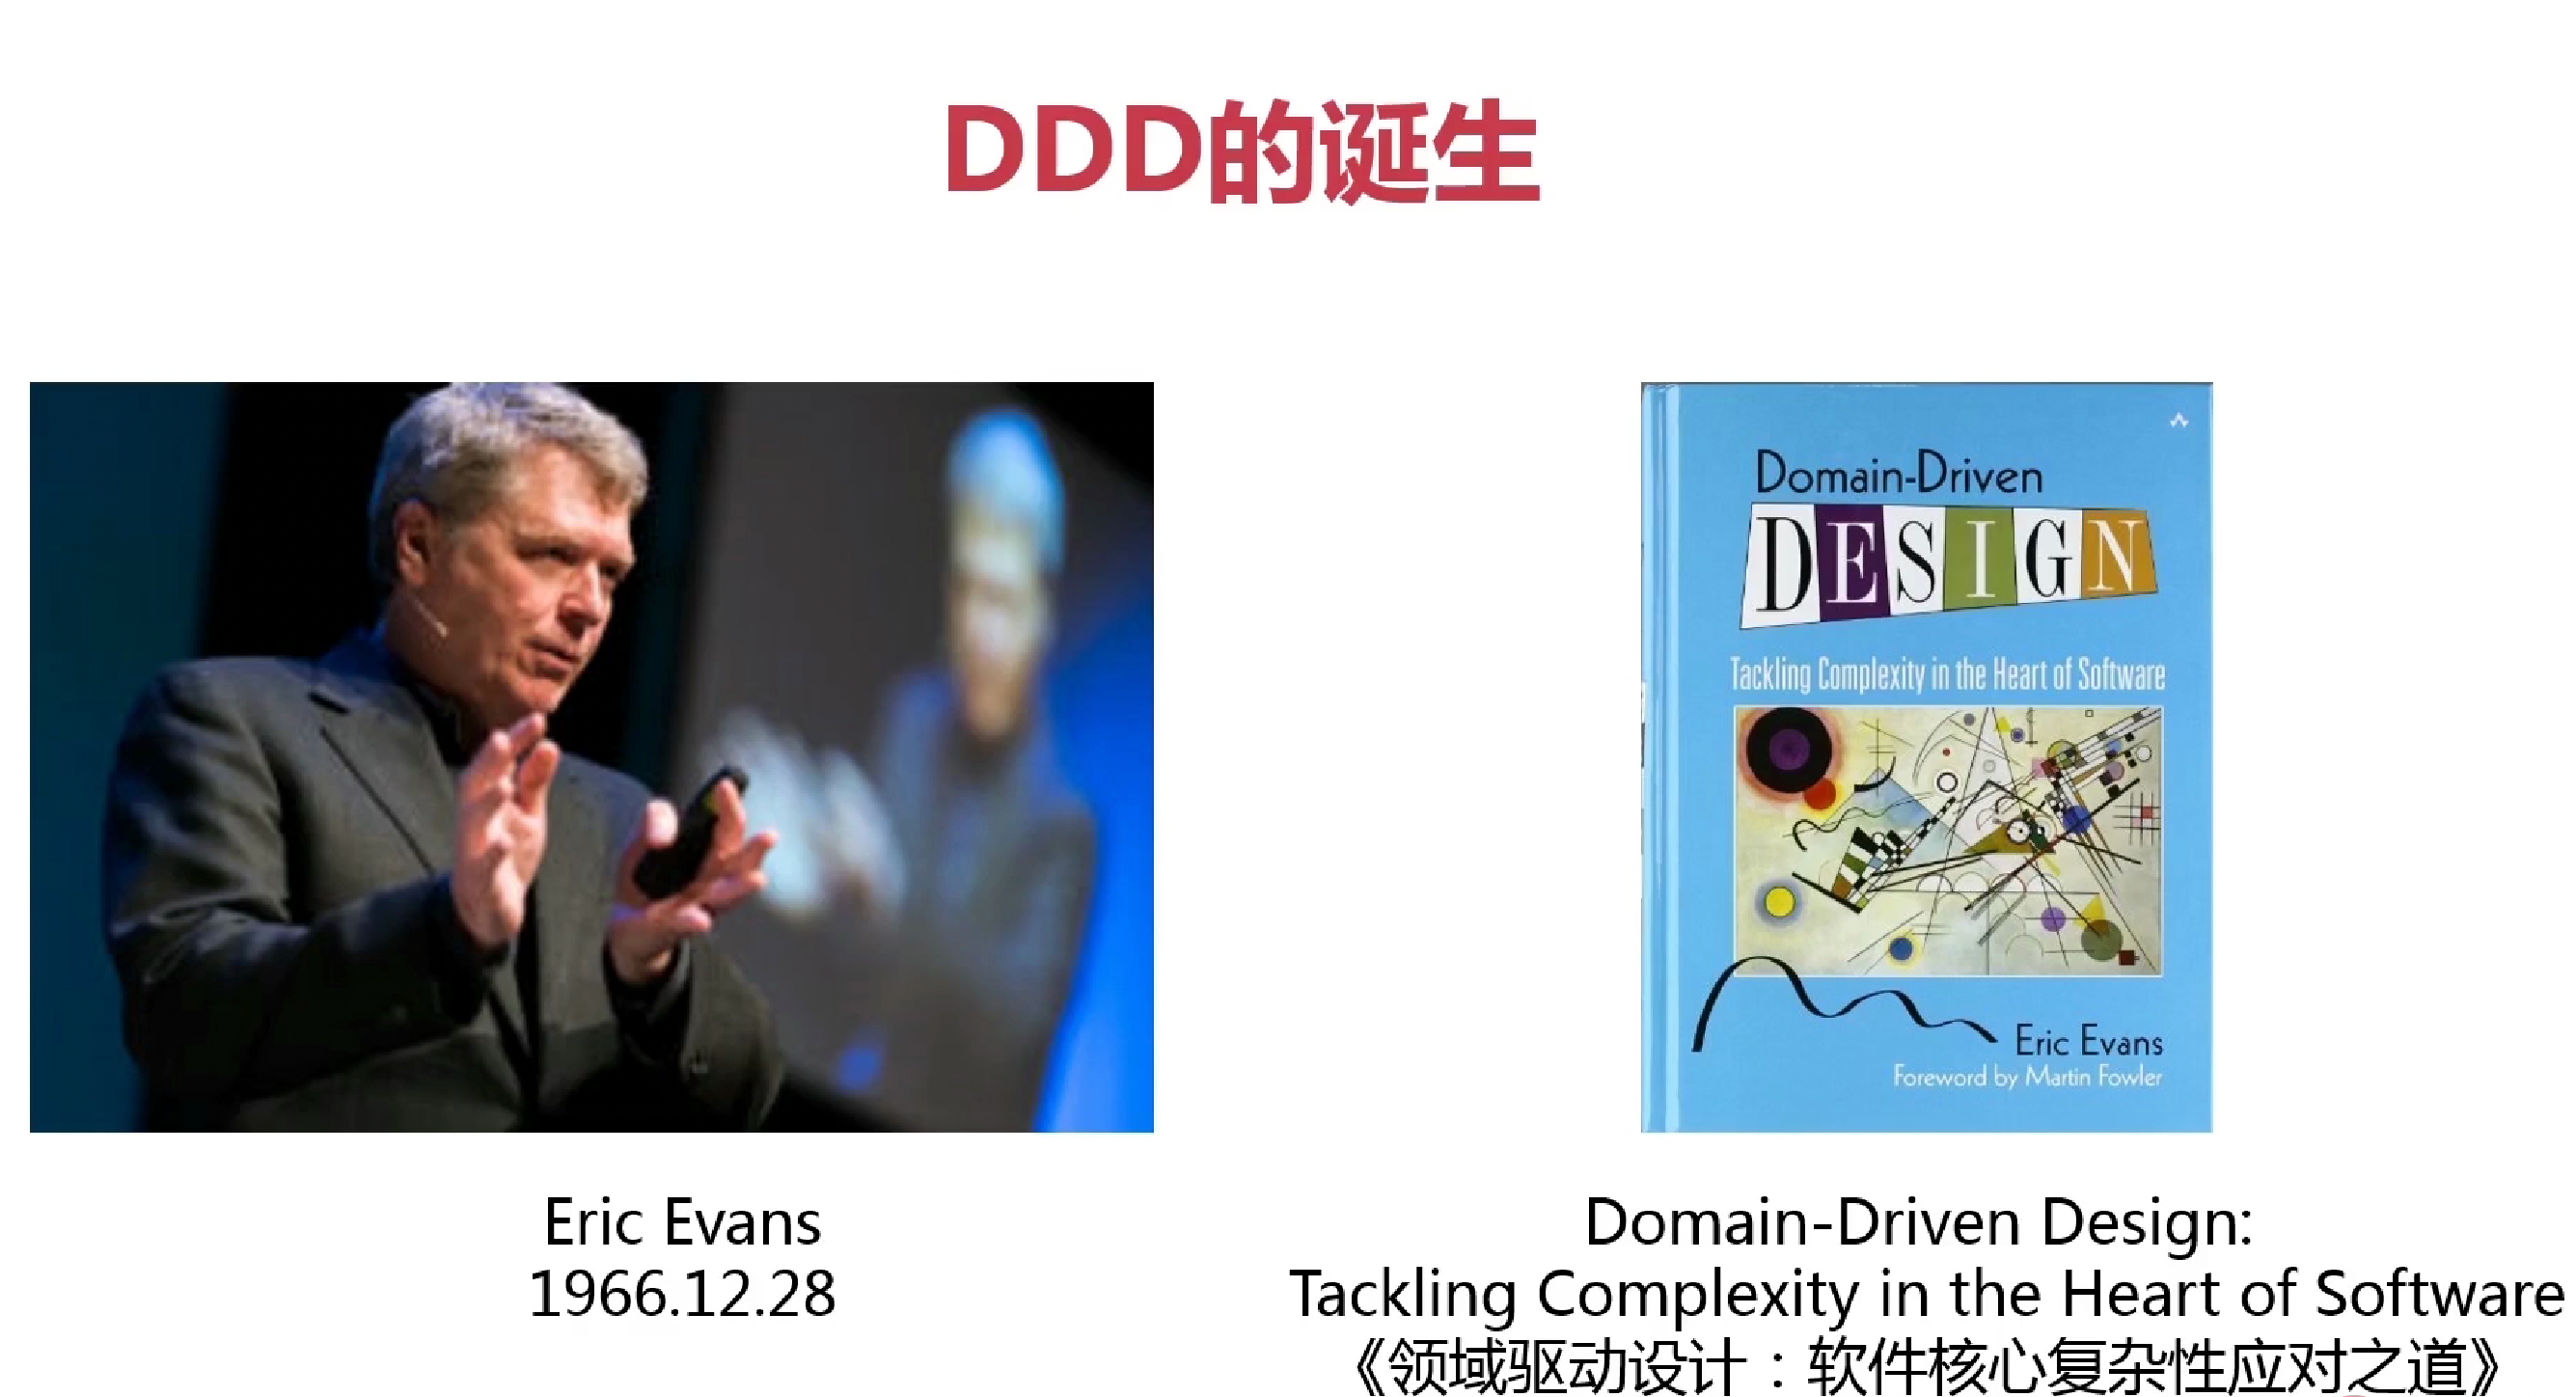 DDD的诞生
Domain-Driven
DESIGN
Tackling Complexity in the Heart of Software
Eric Evans
Foreword by Martin Fowler
Eric Evans
1966.12.28
Domain-Driven Design:
Tackling Complexity in the Heart of Software
《领域驱动设计：软件核心复杂性应对之道》